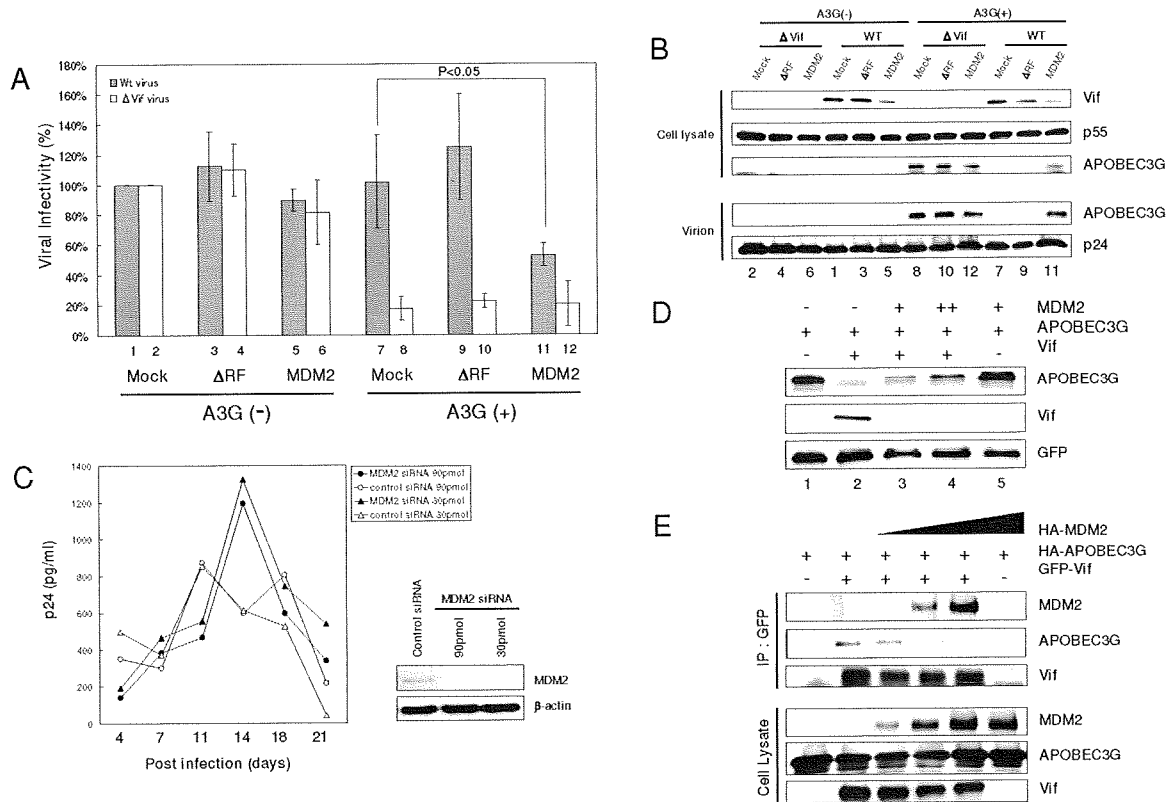 A
180%
160%
140%
120%
100%
80%
60%
40%
20%
0%
Viral Infectivity (%)
Wt virus
Δ Vif virus
P<0.05
1 2 3 4 5 6 7 8 9 10 11 12
Mock ΔRF MDM2 Mock ΔRF MDM2
A3G (-) A3G (+)
B
A3G(-) A3G(+)
Δ Vif WT Δ Vif WT
Mock ΔRF MDM2 Mock ΔRF MDM2 Mock ΔRF MDM2 Mock ΔRF MDM2
Cell lysate
Vif
p55
APOBEC3G
Virion
APOBEC3G
p24
2 4 6 1 3 5 8 10 12 7 9 11
C
1400
1200
1000
800
600
400
200
0
p24 (pg/ml)
4 7 11 14 18 21
Post infection (days)
MDM2 siRNA 90pmol
control siRNA 90pmol
MDM2 siRNA 30pmol
control siRNA 30pmol
Control siRNA
MDM2 siRNA
90pmol
30pmol
MDM2
β-actin
D
- - + ++ + MDM2
+ + + + + APOBEC3G
- + + + - Vif
APOBEC3G
Vif
GFP
1 2 3 4 5
E
HA-MDM2
+ + + + + + HA-APOBEC3G
- + + + + - GFP-Vif
IP : GFP
MDM2
APOBEC3G
Vif
Cell Lysate
MDM2
APOBEC3G
Vif